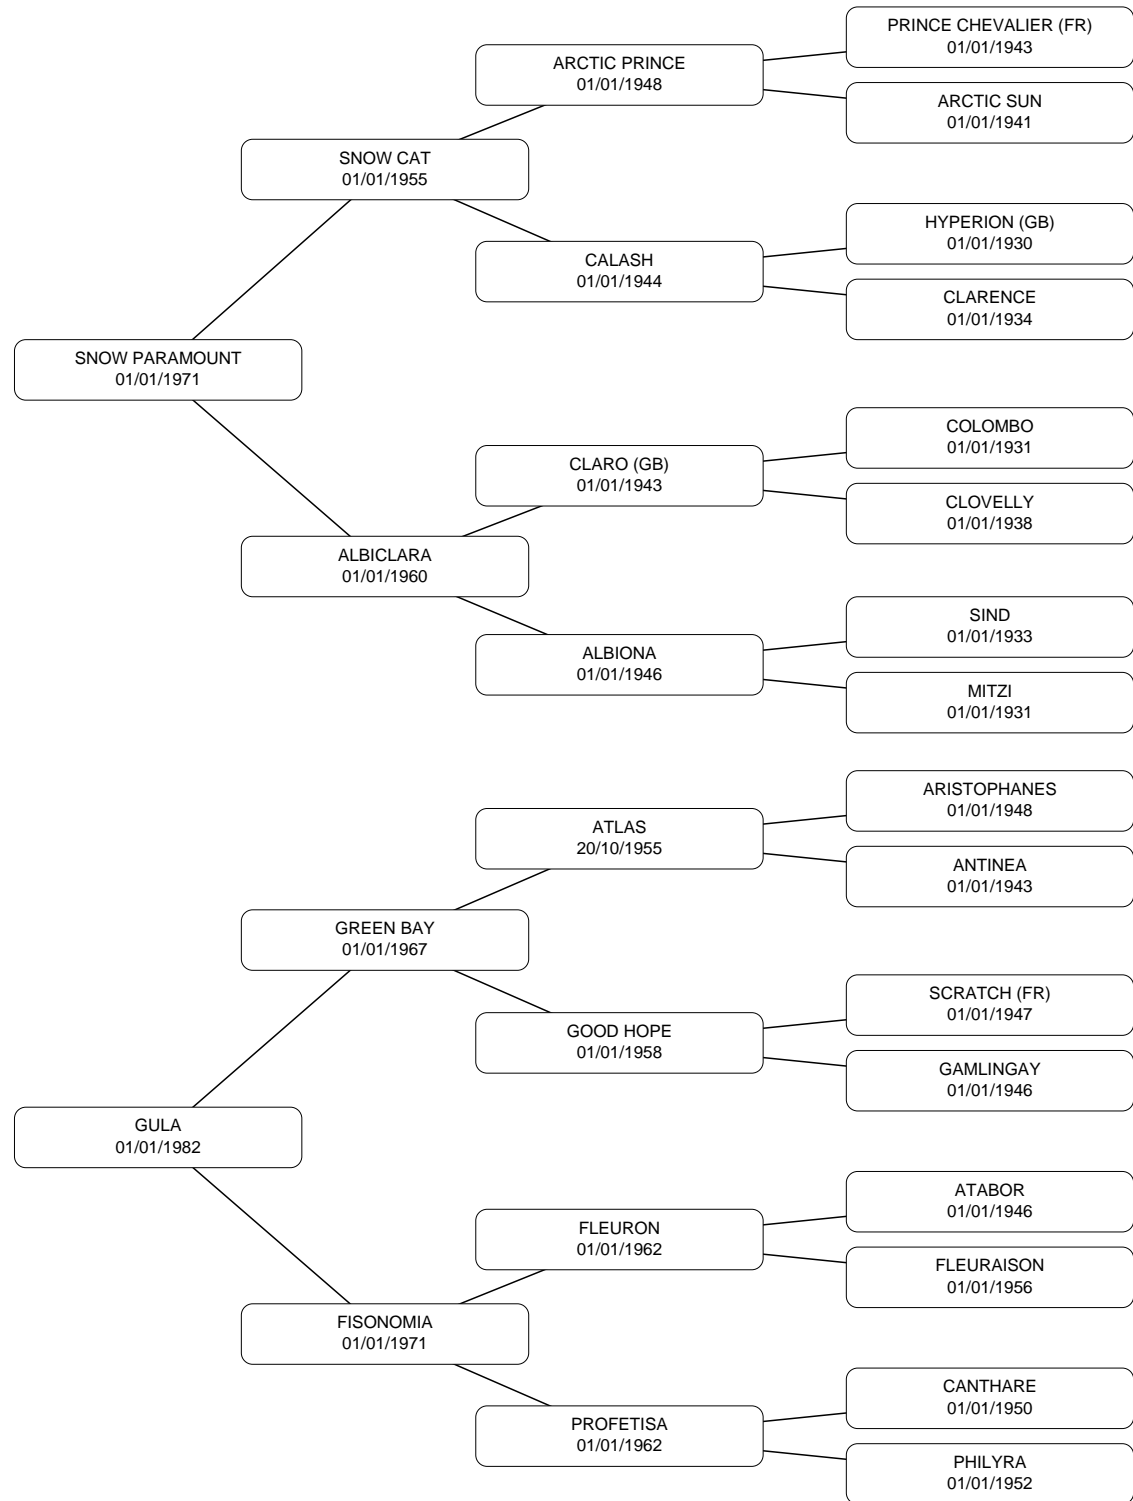 PRINCE CHEVALIER (FR)
01/01/1943
ARCTIC PRINCE
01/01/1948
ARCTIC SUN
01/01/1941
SNOW CAT
01/01/1955
HYPERION (GB)
01/01/1930
CALASH
01/01/1944
CLARENCE
01/01/1934
SNOW PARAMOUNT
01/01/1971
COLOMBO
01/01/1931
CLARO (GB)
01/01/1943
CLOVELLY
01/01/1938
ALBICLARA
01/01/1960
SIND
01/01/1933
ALBIONA
01/01/1946
MITZI
01/01/1931
ARISTOPHANES
01/01/1948
ATLAS
20/10/1955
ANTINEA
01/01/1943
GREEN BAY
01/01/1967
SCRATCH (FR)
01/01/1947
GOOD HOPE
01/01/1958
GAMLINGAY
01/01/1946
GULA
01/01/1982
ATABOR
01/01/1946
FLEURON
01/01/1962
FLEURAISON
01/01/1956
FISONOMIA
01/01/1971
CANTHARE
01/01/1950
PROFETISA
01/01/1962
PHILYRA
01/01/1952